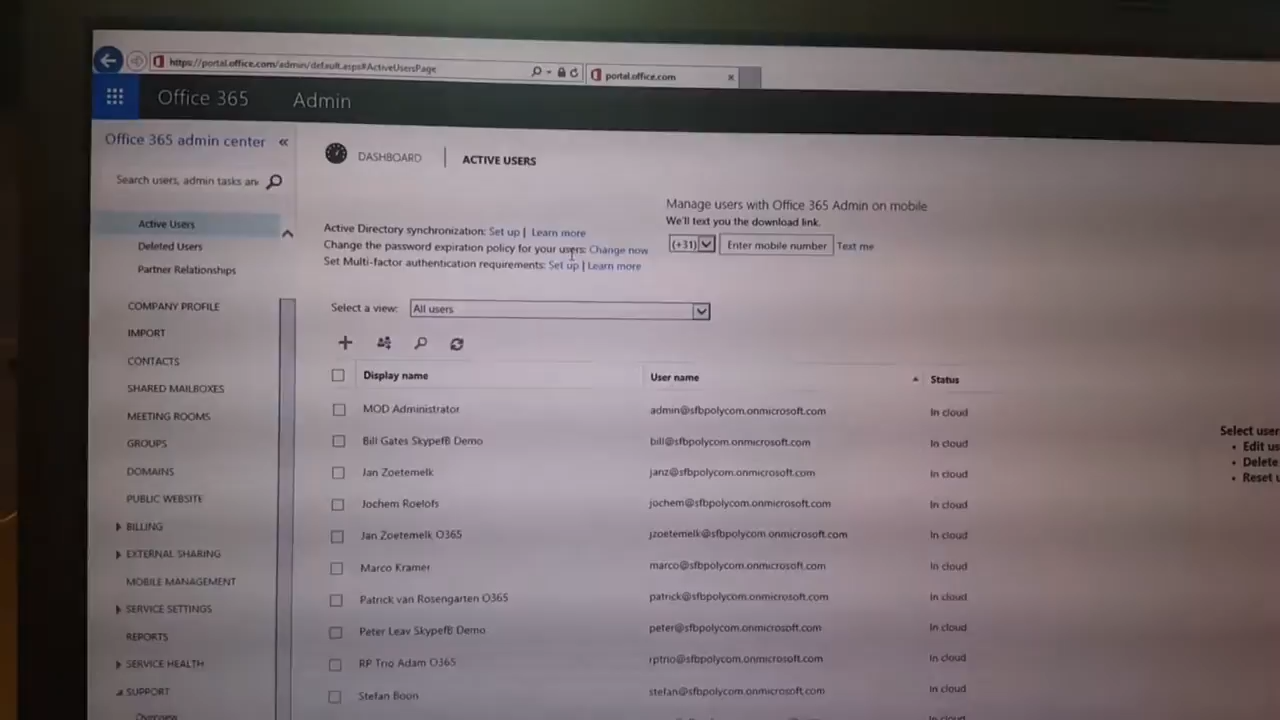 https://portal.office.com/admin/default.aspx#ActiveUsersPage
portal.office.com
Office 365 Admin
Office 365 admin center «
Search users, admin tasks an
Active Users
Deleted Users
Partner Relationships
COMPANY PROFILE
IMPORT
CONTACTS
SHARED MAILBOXES
MEETING ROOMS
GROUPS
DOMAINS
PUBLIC WEBSITE
BILLING
EXTERNAL SHARING
MOBILE MANAGEMENT
SERVICE SETTINGS
REPORTS
SERVICE HEALTH
SUPPORT
Overview
DASHBOARD | ACTIVE USERS
Active Directory synchronization: Set up | Learn more
Change the password expiration policy for your users: Change now
Set Multi-factor authentication requirements: Set up | Learn more
Manage users with Office 365 Admin on mobile
We'll text you the download link.
(+31) Enter mobile number Text me
Select a view: All users
Display name User name Status
MOD Administrator admin@sfbpolycom.onmicrosoft.com In cloud
Bill Gates SkypefB Demo bill@sfbpolycom.onmicrosoft.com In cloud
Jan Zoetemelk janz@sfbpolycom.onmicrosoft.com In cloud
Jochem Roelofs jochem@sfbpolycom.onmicrosoft.com In cloud
Jan Zoetemelk O365 jzoetemelk@sfbpolycom.onmicrosoft.com In cloud
Marco Kramer marco@sfbpolycom.onmicrosoft.com In cloud
Patrick van Rosengarten O365 patrick@sfbpolycom.onmicrosoft.com In cloud
Peter Leav SkypefB Demo peter@sfbpolycom.onmicrosoft.com In cloud
RP Trio Adam O365 rptrio@sfbpolycom.onmicrosoft.com In cloud
Stefan Boon stefan@sfbpolycom.onmicrosoft.com In cloud
In cloud
Select user
• Edit us
• Delete
• Reset u